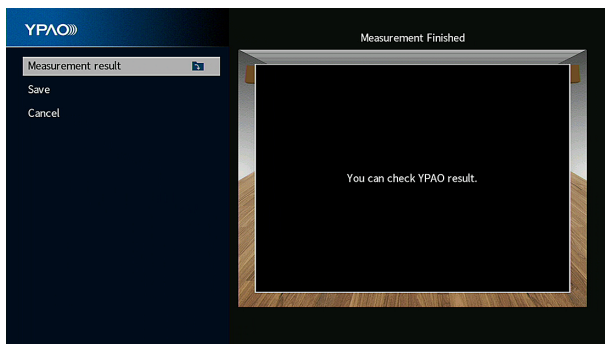 YPAO
Measurement Finished
Measurement result
Save
Cancel
You can check YPAO result.